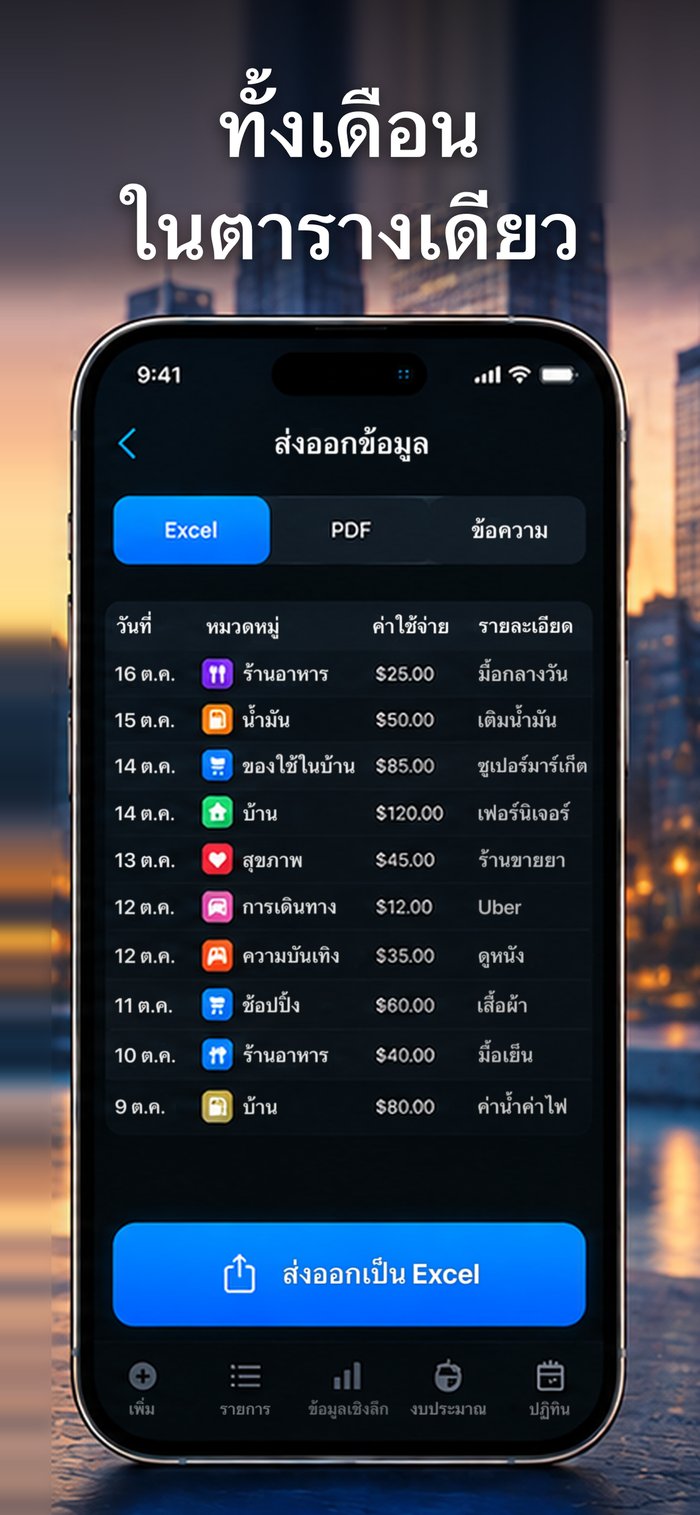 ทั้งเดือน
ในตารางเดียว
9:41
ส่งออกข้อมูล
Excel PDF ข้อความ
วันที่ หมวดหมู่ ค่าใช้จ่าย รายละเอียด
16 ต.ค. ร้านอาหาร $25.00 มื้อกลางวัน
15 ต.ค. น้ำมัน $50.00 เติมน้ำมัน
14 ต.ค. ของใช้ในบ้าน $85.00 ซูเปอร์มาร์เก็ต
14 ต.ค. บ้าน $120.00 เฟอร์นิเจอร์
13 ต.ค. สุขภาพ $45.00 ร้านขายยา
12 ต.ค. การเดินทาง $12.00 Uber
12 ต.ค. ความบันเทิง $35.00 ดูหนัง
11 ต.ค. ช้อปปิ้ง $60.00 เสื้อผ้า
10 ต.ค. ร้านอาหาร $40.00 มื้อเย็น
9 ต.ค. บ้าน $80.00 ค่าน้ำค่าไฟ
ส่งออกเป็น Excel
เพิ่ม รายการ ข้อมูลเชิงลึก งบประมาณ ปฏิทิน